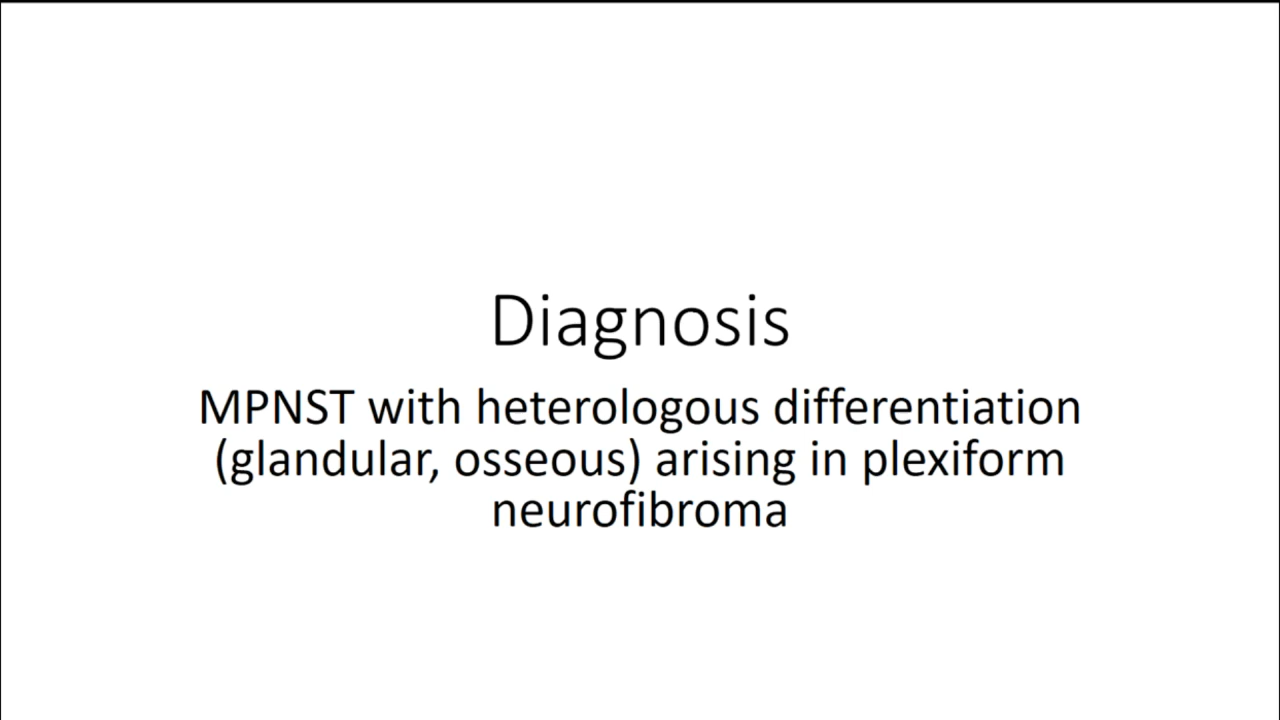 Diagnosis
MPNST with heterologous differentiation
(glandular, osseous) arising in plexiform
neurofibroma